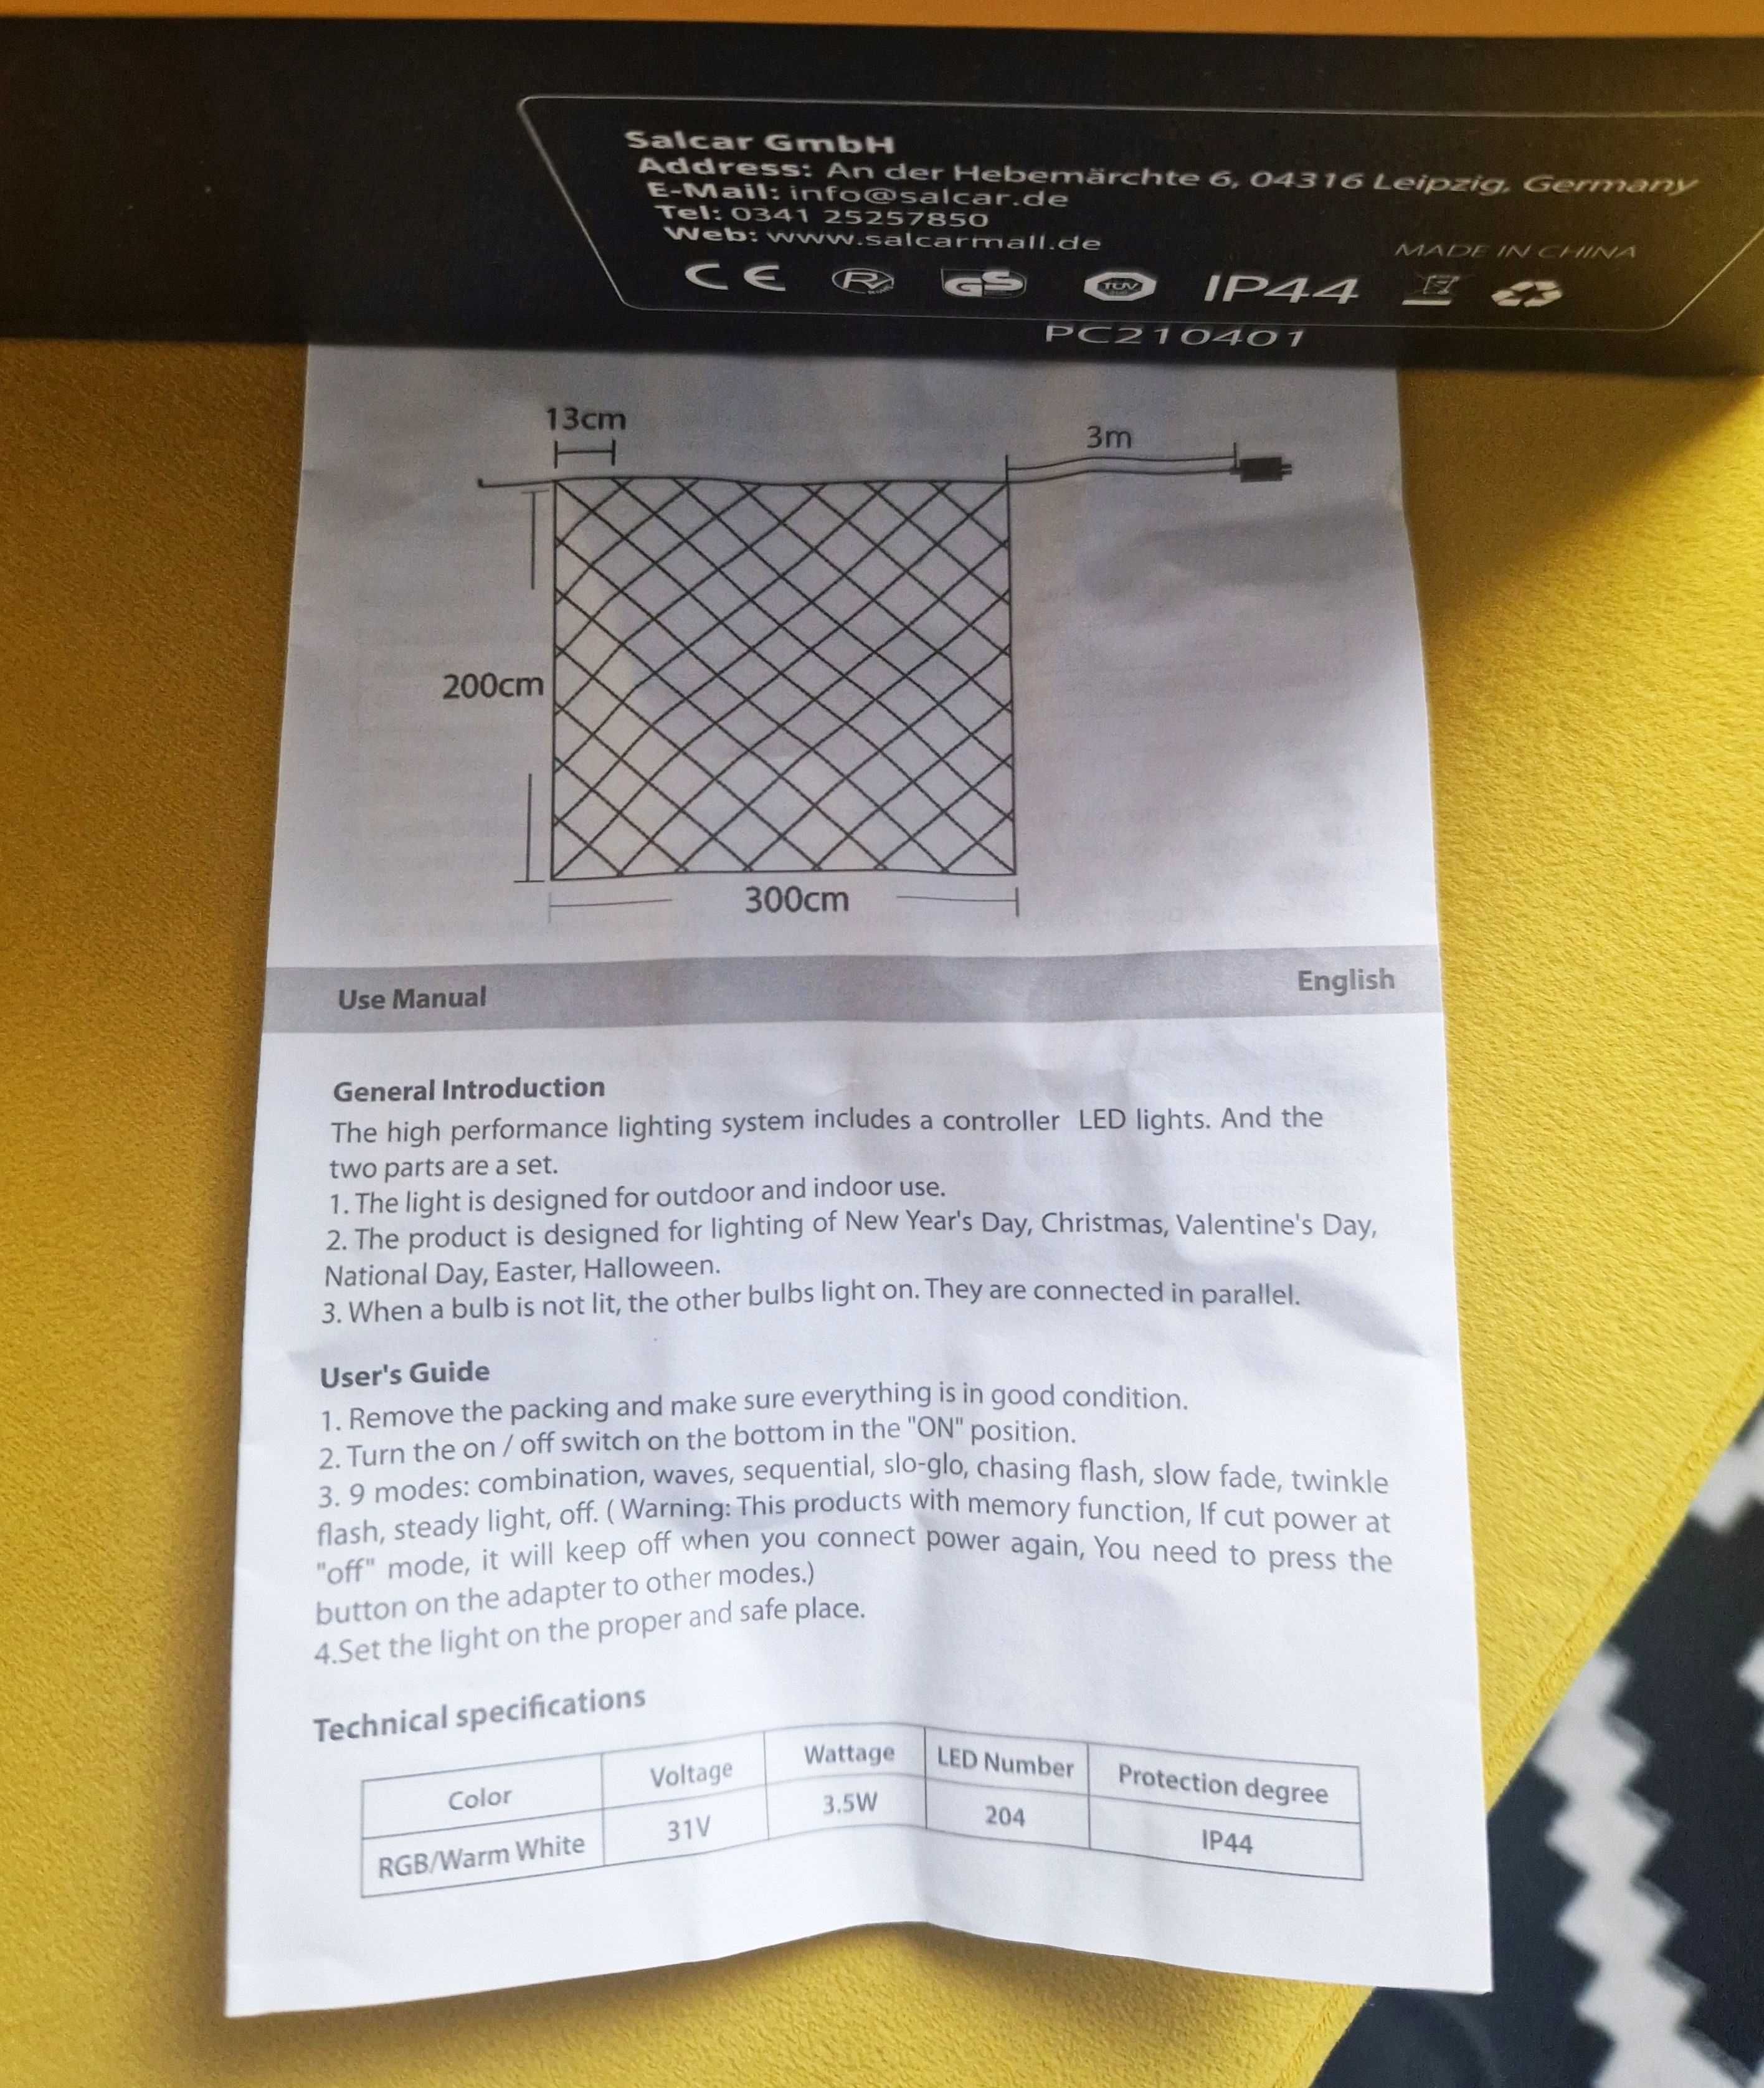 Salcar GmbH
Address: An der Hebemärchte 6, 04316 Leipzig, Germany
E-Mail: info@salcar.de
Tel: 0341 25257850
Web: www.salcarmall.de
MADE IN CHINA
CE R GS TÜV IP44
PC210401
13cm
3m
200cm
300cm
Use Manual English
General Introduction
The high performance lighting system includes a controller LED lights. And the
two parts are a set.
1. The light is designed for outdoor and indoor use.
2. The product is designed for lighting of New Year's Day, Christmas, Valentine's Day,
National Day, Easter, Halloween.
3. When a bulb is not lit, the other bulbs light on. They are connected in parallel.
User's Guide
1. Remove the packing and make sure everything is in good condition.
2. Turn the on / off switch on the bottom in the "ON" position.
3. 9 modes: combination, waves, sequential, slo-glo, chasing flash, slow fade, twinkle
flash, steady light, off. ( Warning: This products with memory function, If cut power at
"off" mode, it will keep off when you connect power again, You need to press the
button on the adapter to other modes.)
4.Set the light on the proper and safe place.
Technical specifications
Color Voltage Wattage LED Number Protection degree
RGB/Warm White 31V 3.5W 204 IP44